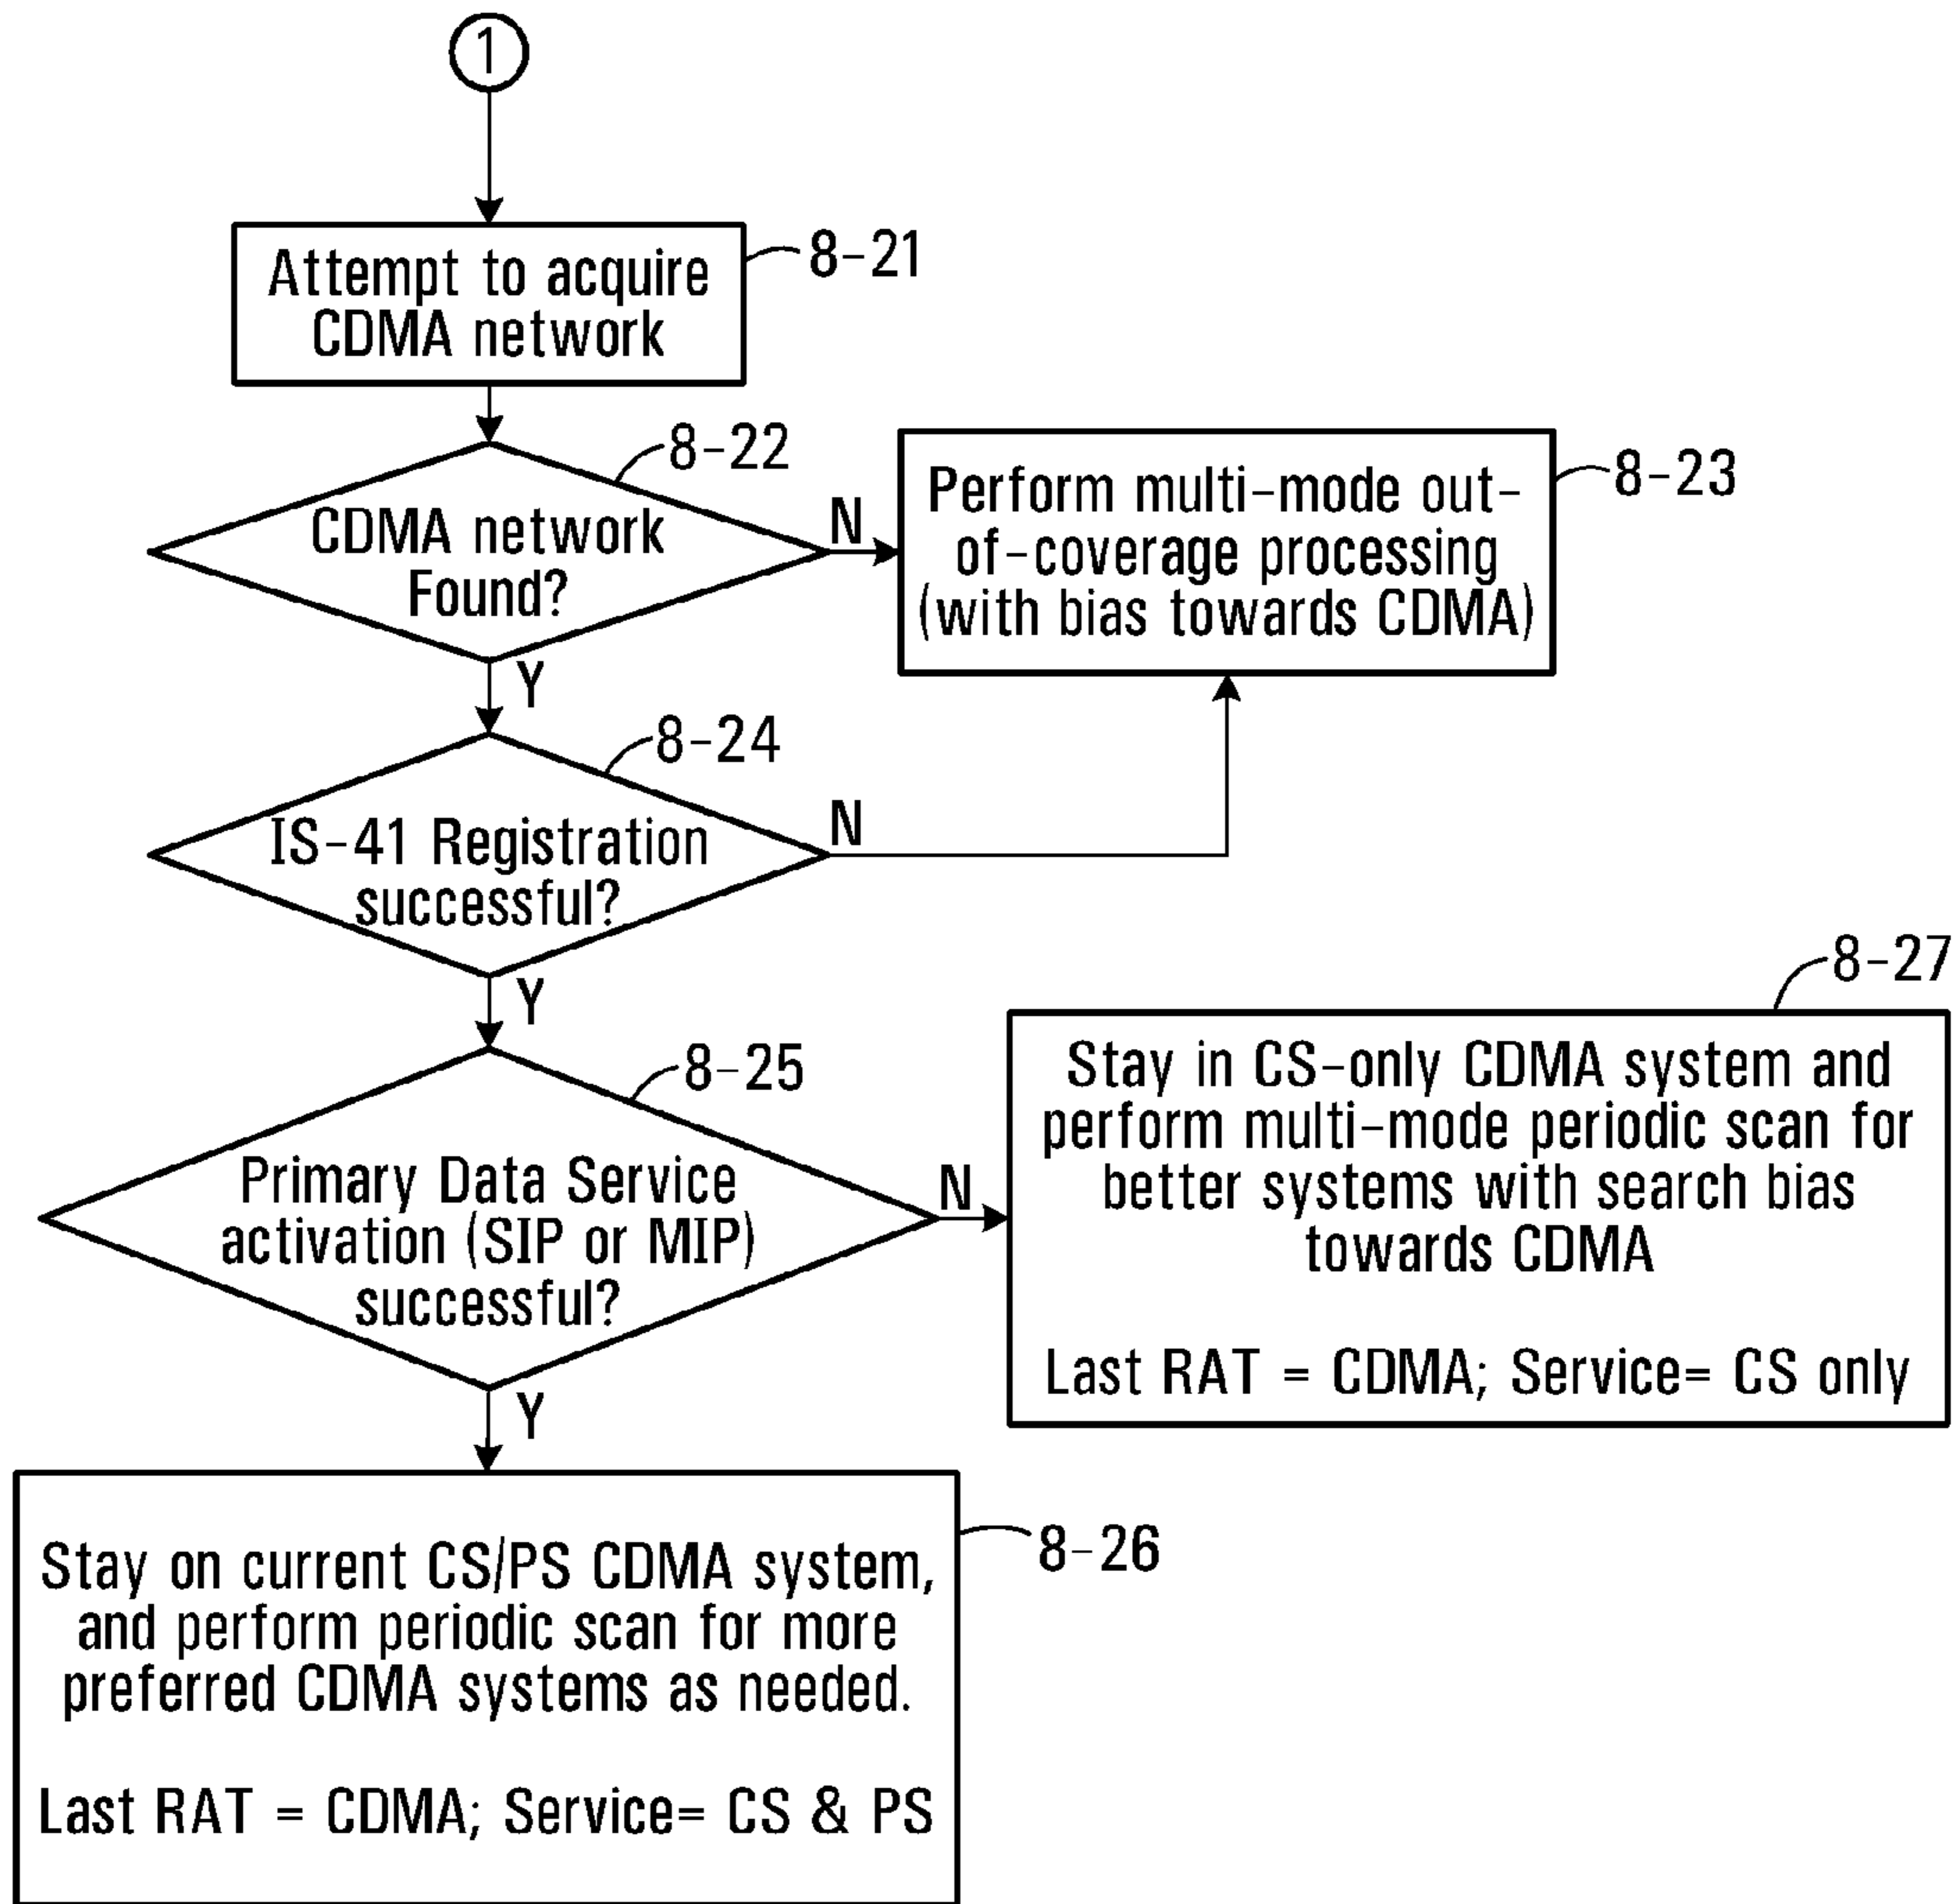 1
Attempt to acquire
CDMA network
8-21
8-22
CDMA network
Found?
N
Y
Perform multi-mode out-
of-coverage processing
(with bias towards CDMA)
8-23
8-24
IS-41 Registration
successful?
N
Y
8-25
Primary Data Service
activation (SIP or MIP)
successful?
N
Y
8-27
Stay in CS-only CDMA system and
perform multi-mode periodic scan for
better systems with search bias
towards CDMA
Last RAT = CDMA; Service= CS only
Stay on current CS/PS CDMA system,
and perform periodic scan for more
preferred CDMA systems as needed.
Last RAT = CDMA; Service= CS & PS
8-26